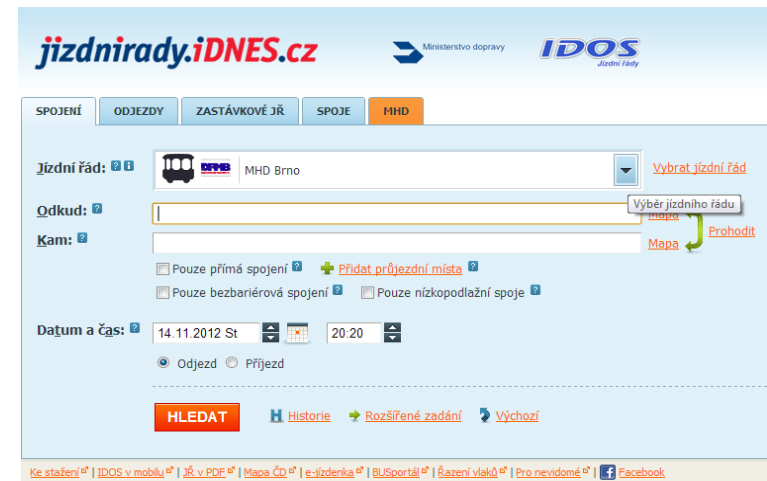 jizdnirady.iDNES.cz
Ministerstvo dopravy
IDOS
Jízdní řády
SPOJENÍ ODJEZDY ZASTÁVKOVÉ JŘ SPOJE MHD
Jízdní řád: MHD Brno Vybrat jízdní řád
Výběr jízdního řádu
Odkud: Mapa
Prohodit
Kam: Mapa
Pouze přímá spojení Přidat průjezdní místa
Pouze bezbariérová spojení Pouze nízkopodlažní spoje
Datum a čas: 14.11.2012 St 20:20
Odjezd Příjezd
HLEDAT Historie Rozšířené zadání Výchozí
Ke stažení | IDOS v mobilu | JŘ v PDF | Mapa ČD | e-jízdenka | BUSportál | Řazení vlaků | Pro nevidomé | Facebook